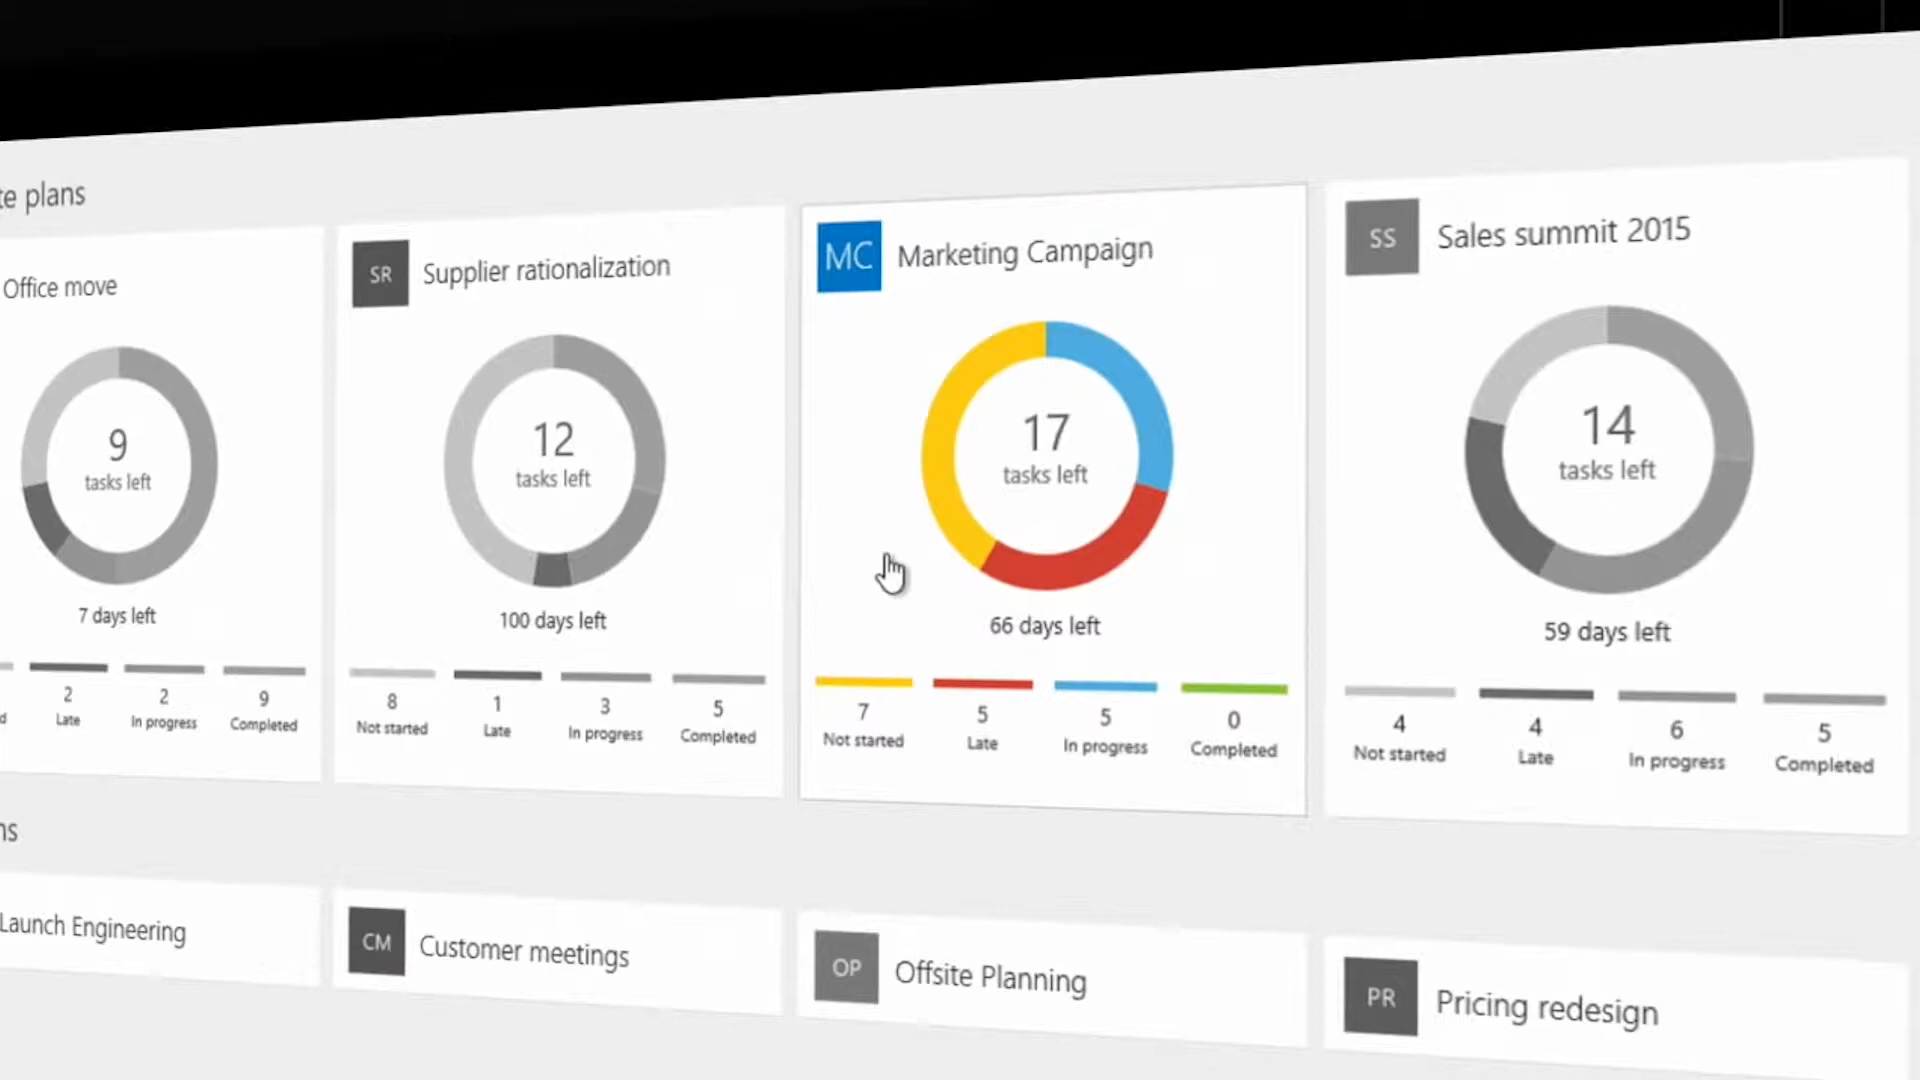 te plans
Office move
9
tasks left
7 days left
2
Late
2
In progress
9
Completed
SR
Supplier rationalization
12
tasks left
100 days left
8
Not started
1
Late
3
In progress
5
Completed
MC
Marketing Campaign
17
tasks left
66 days left
7
Not started
5
Late
5
In progress
0
Completed
SS
Sales summit 2015
14
tasks left
59 days left
4
Not started
4
Late
6
In progress
5
Completed
ns
Launch Engineering
CM
Customer meetings
OP
Offsite Planning
PR
Pricing redesign